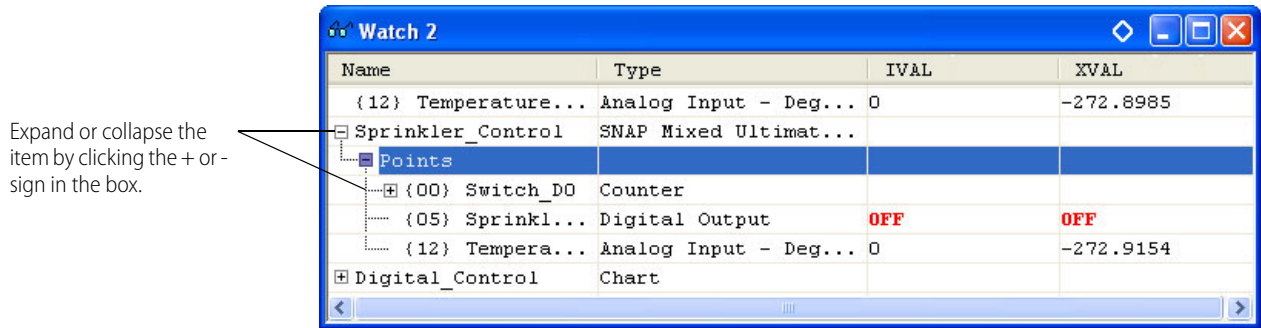 Watch 2
Name Type IVAL XVAL
{12} Temperature... Analog Input - Deg... 0 -272.8985
Sprinkler_Control SNAP Mixed Ultimat...
Points
{00} Switch_D0 Counter
{05} Sprinkl... Digital Output OFF OFF
{12} Tempera... Analog Input - Deg... 0 -272.9154
Digital_Control Chart
Expand or collapse the
item by clicking the + or -
sign in the box.